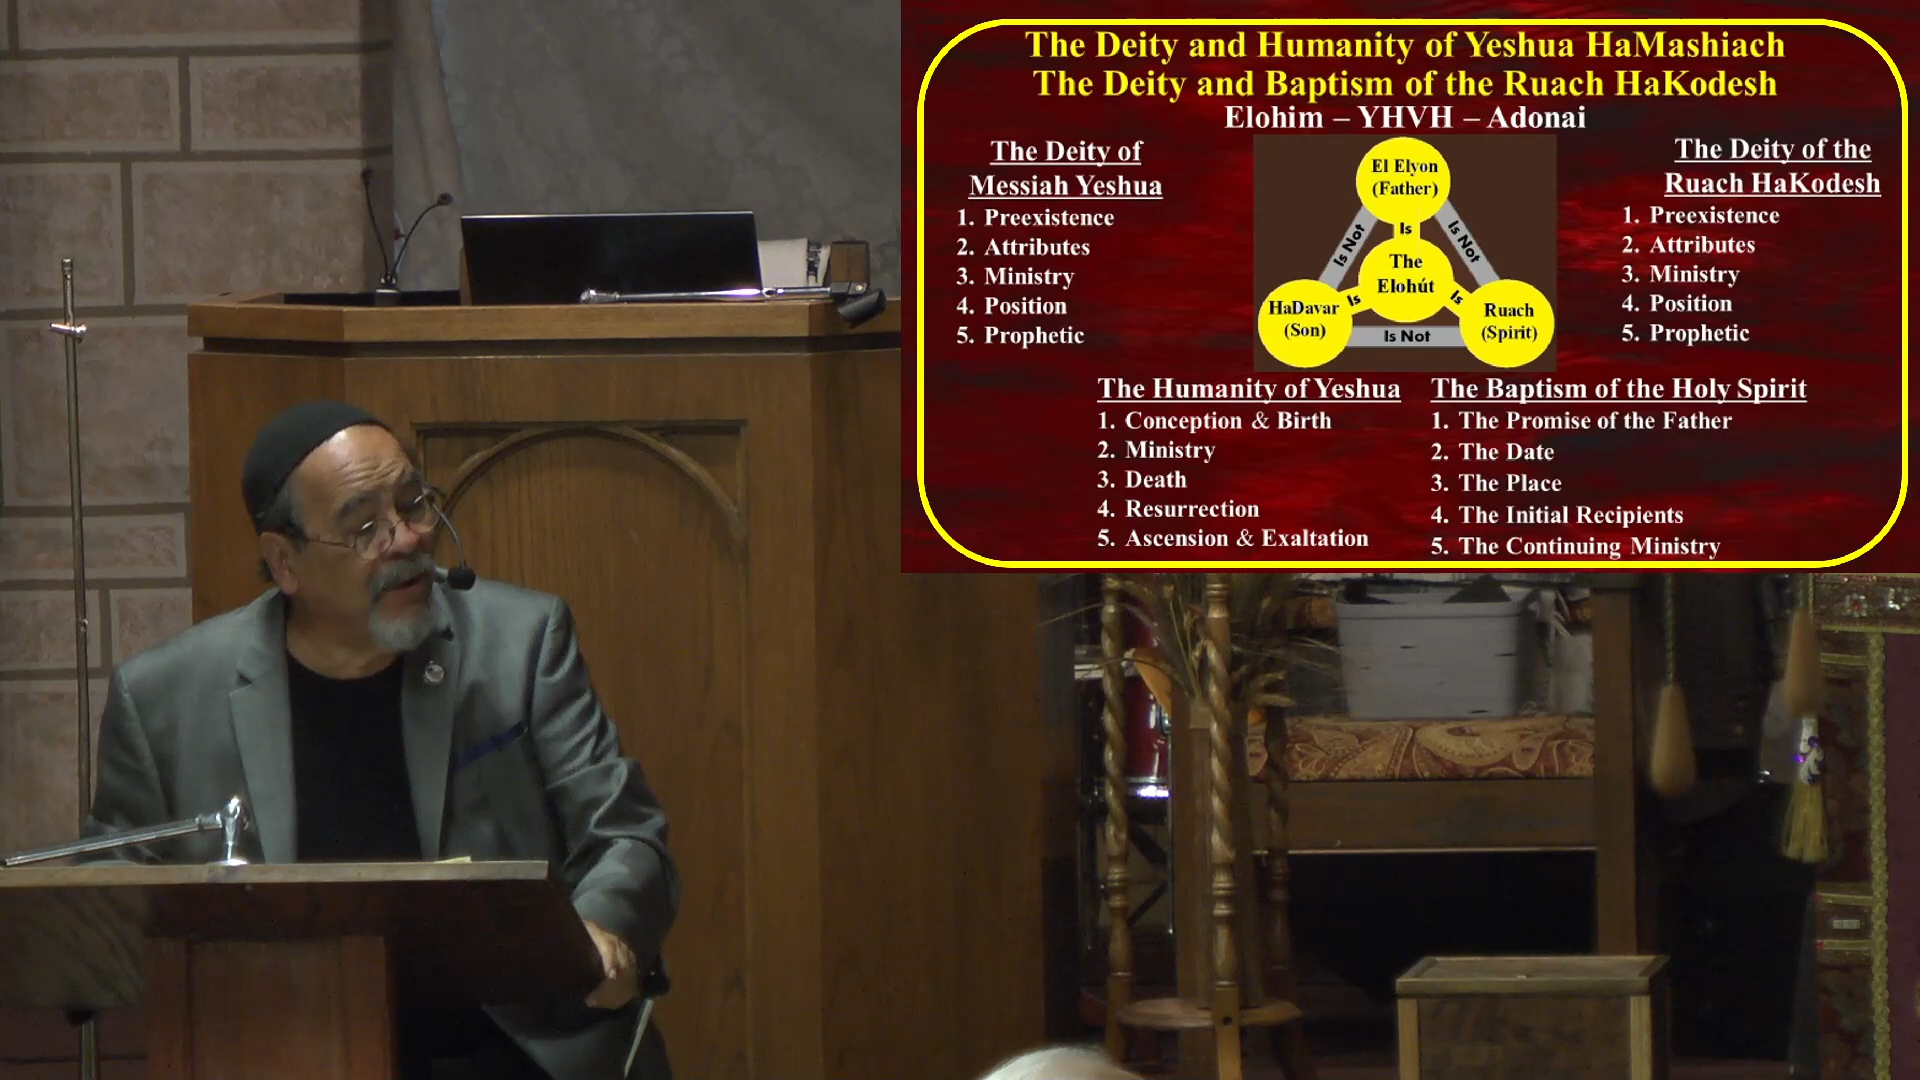 The Deity and Humanity of Yeshua HaMashiach
The Deity and Baptism of the Ruach HaKodesh
Elohim – YHVH – Adonai
The Deity of
Messiah Yeshua
1. Preexistence
2. Attributes
3. Ministry
4. Position
5. Prophetic
El Elyon
(Father)
Is Not
Is
Is Not
The
Elohút
HaDavar
(Son)
Is
Is
Ruach
(Spirit)
Is Not
The Deity of the
Ruach HaKodesh
1. Preexistence
2. Attributes
3. Ministry
4. Position
5. Prophetic
The Humanity of Yeshua
1. Conception & Birth
2. Ministry
3. Death
4. Resurrection
5. Ascension & Exaltation
The Baptism of the Holy Spirit
1. The Promise of the Father
2. The Date
3. The Place
4. The Initial Recipients
5. The Continuing Ministry